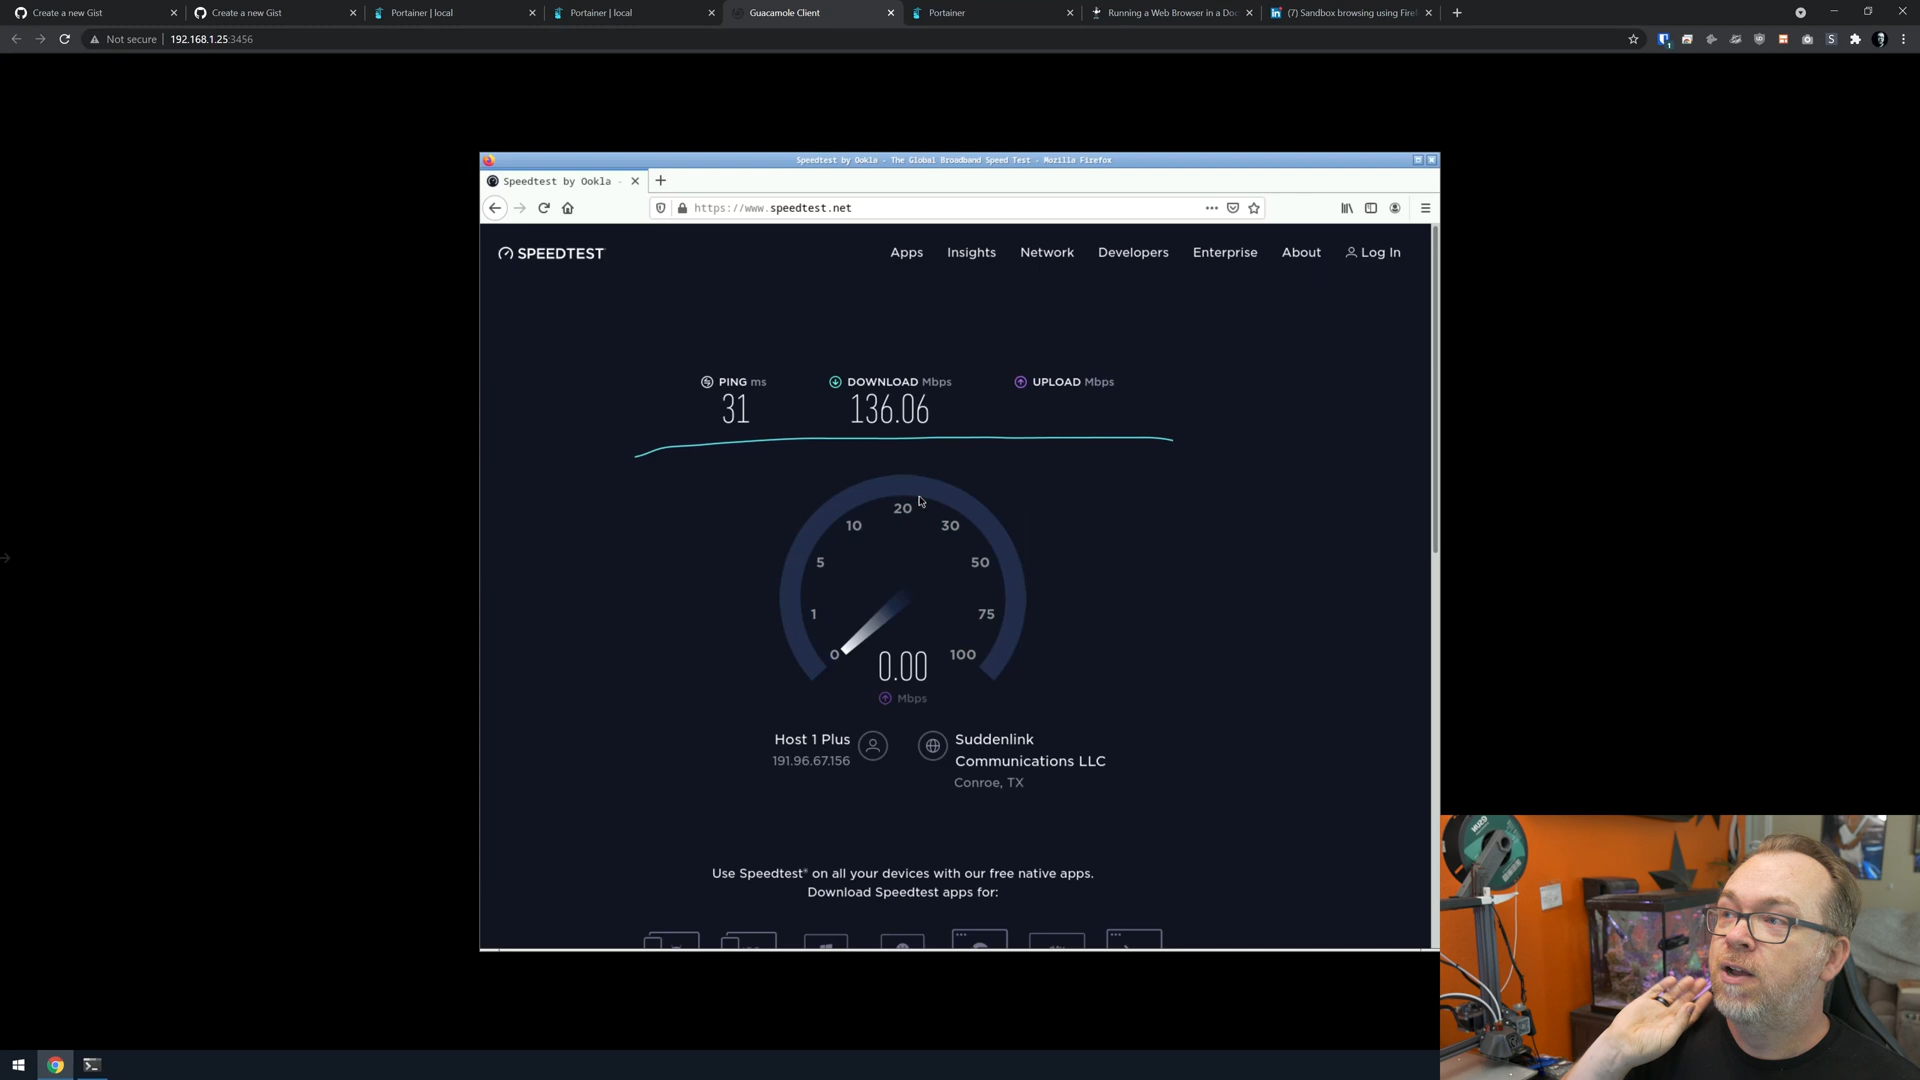 Create a new Gist
Create a new Gist
Portainer | local
Portainer | local
Guacamole Client
Portainer
Running a Web Browser in a Doc
(7) Sandbox browsing using Firef
Not secure
192.168.1.25:3456
Speedtest by Ookla - The Global Broadband Speed Test - Mozilla Firefox
Speedtest by Ookla -
https://www.speedtest.net
SPEEDTEST
Apps
Insights
Network
Developers
Enterprise
About
Log In
PING ms
31
DOWNLOAD Mbps
136.06
UPLOAD Mbps
0
1
5
10
20
30
50
75
100
0.00
Mbps
Host 1 Plus
191.96.67.156
Suddenlink
Communications LLC
Conroe, TX
Use Speedtest® on all your devices with our free native apps.
Download Speedtest apps for: